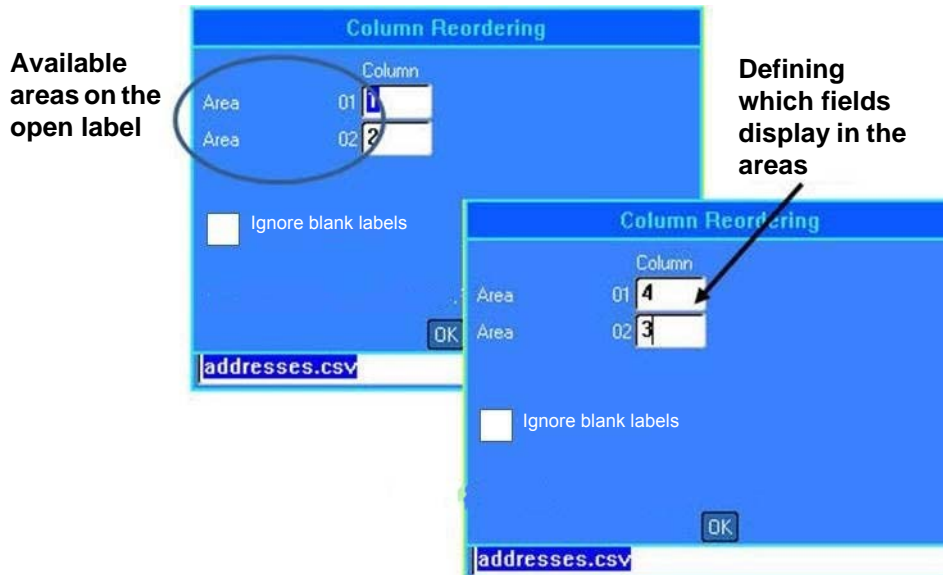 Available
areas on the
open label
Column Reordering
Column
Area 01 1
Area 02 2
Ignore blank labels
OK
addresses.csv
Defining
which fields
display in the
areas
Column Reordering
Column
Area 01 4
Area 02 3
Ignore blank labels
OK
addresses.csv